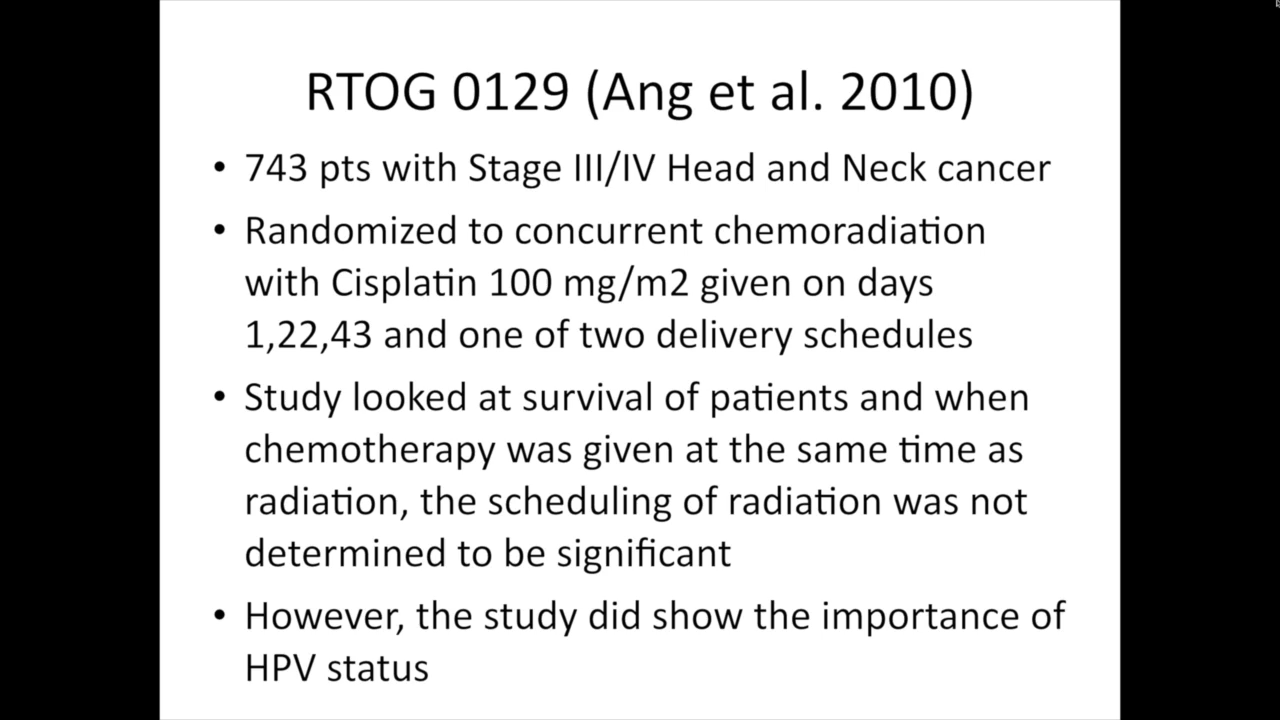 RTOG 0129 (Ang et al. 2010)
• 743 pts with Stage III/IV Head and Neck cancer
• Randomized to concurrent chemoradiation
with Cisplatin 100 mg/m2 given on days
1,22,43 and one of two delivery schedules
• Study looked at survival of patients and when
chemotherapy was given at the same time as
radiation, the scheduling of radiation was not
determined to be significant
• However, the study did show the importance of
HPV status